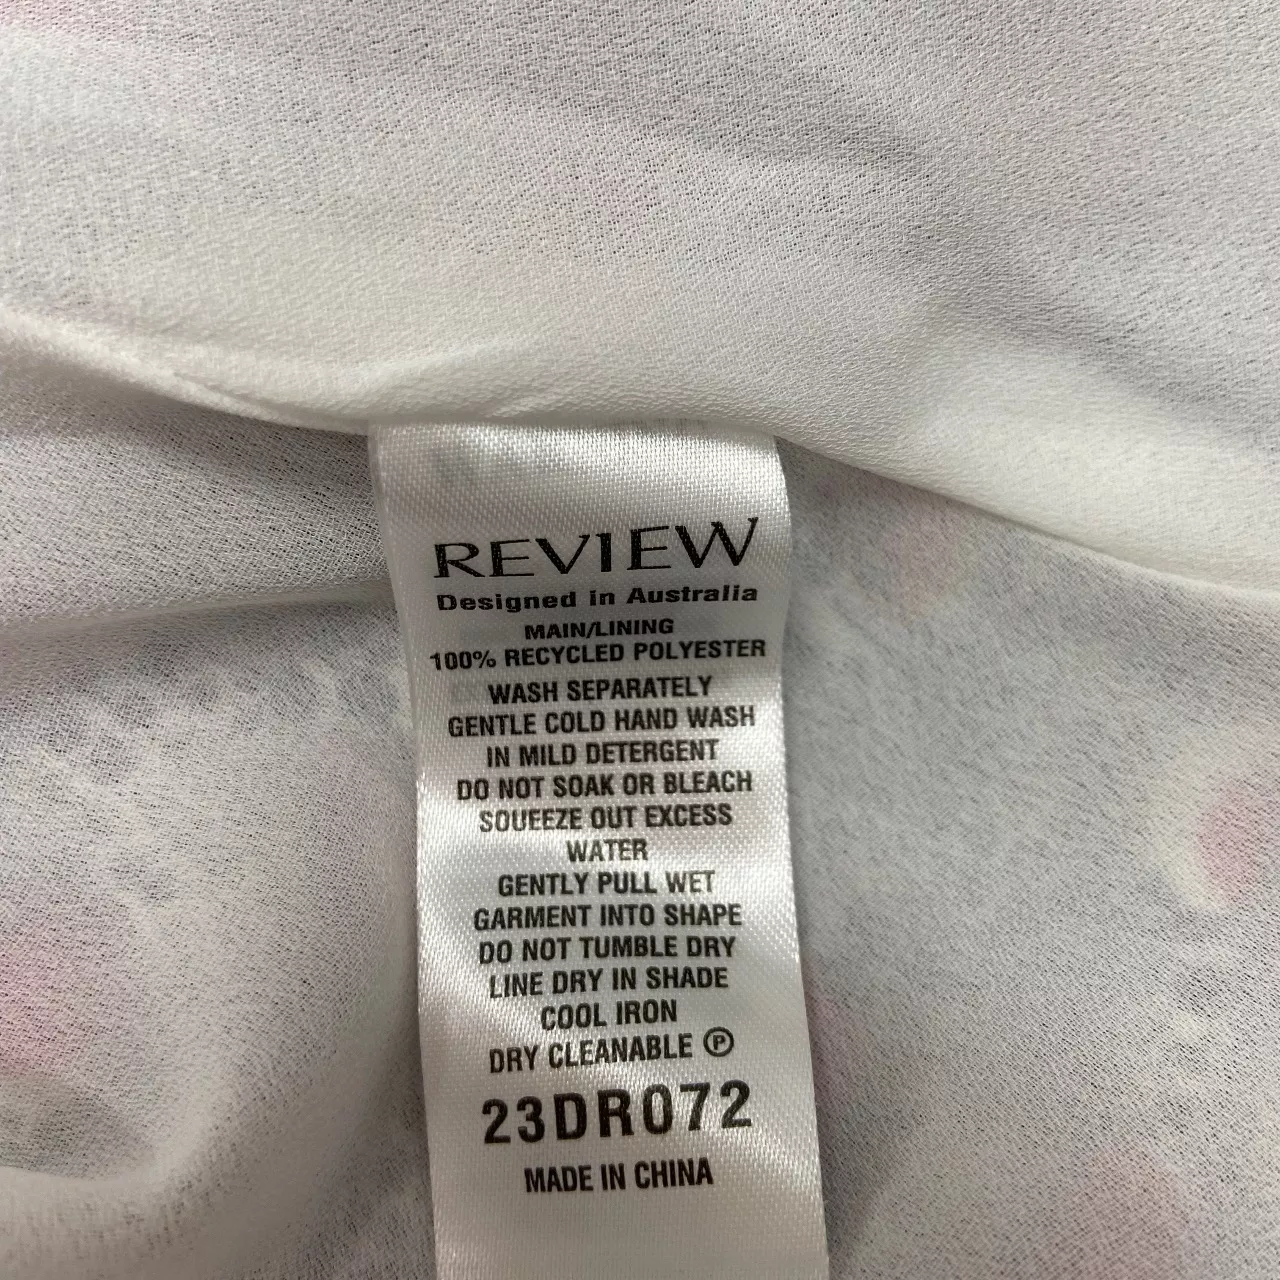 REVIEW
Designed in Australia
MAIN/LINING
100% RECYCLED POLYESTER
WASH SEPARATELY
GENTLE COLD HAND WASH
IN MILD DETERGENT
DO NOT SOAK OR BLEACH
SQUEEZE OUT EXCESS
WATER
GENTLY PULL WET
GARMENT INTO SHAPE
DO NOT TUMBLE DRY
LINE DRY IN SHADE
COOL IRON
DRY CLEANABLE Ⓟ
23DR072
MADE IN CHINA